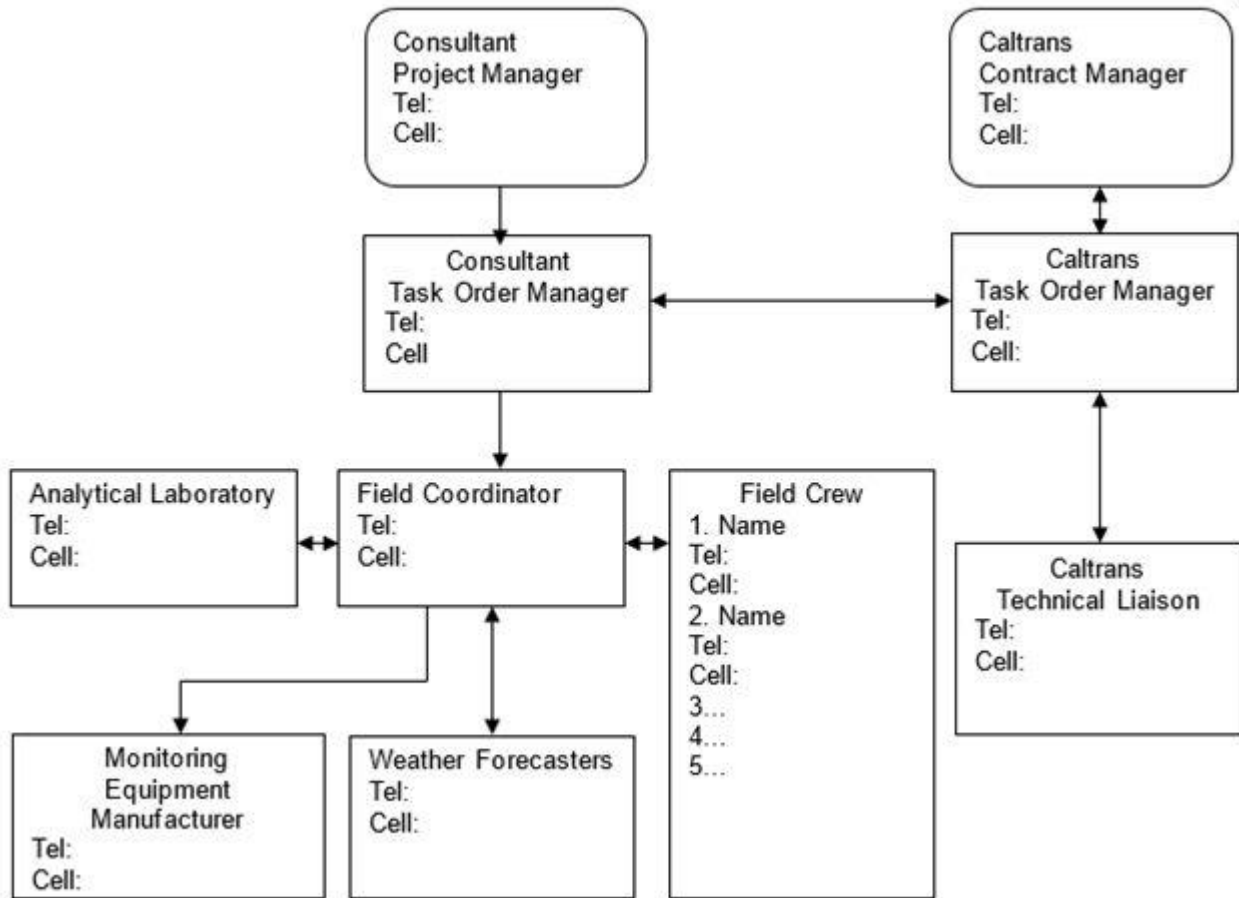 Consultant
Project Manager
Tel:
Cell:
Caltrans
Contract Manager
Tel:
Cell:
Consultant
Task Order Manager
Tel:
Cell
Caltrans
Task Order Manager
Tel:
Cell:
Analytical Laboratory
Tel:
Cell:
Field Coordinator
Tel:
Cell:
Field Crew
1. Name
Tel:
Cell:
2. Name
Tel:
Cell:
3...
4...
5...
Caltrans
Technical Liaison
Tel:
Cell:
Monitoring
Equipment
Manufacturer
Tel:
Cell:
Weather Forecasters
Tel:
Cell: